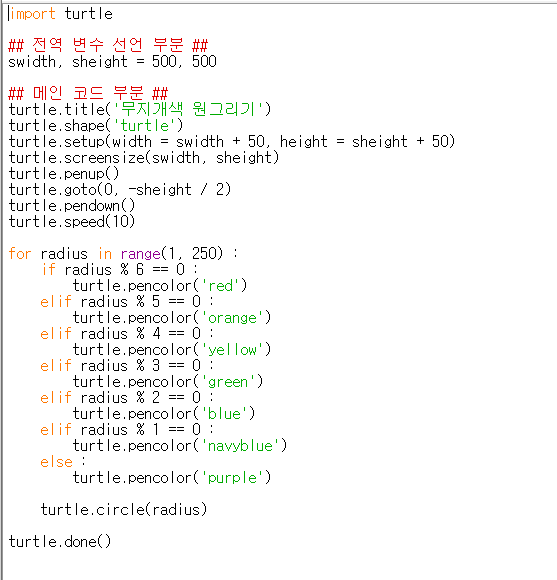 import turtle
## 전역 변수 선언 부분 ##
swidth, sheight = 500, 500
## 메인 코드 부분 ##
turtle.title('무지개색 원그리기')
turtle.shape('turtle')
turtle.setup(width = swidth + 50, height = sheight + 50)
turtle.screensize(swidth, sheight)
turtle.penup()
turtle.goto(0, -sheight / 2)
turtle.pendown()
turtle.speed(10)
for radius in range(1, 250) :
    if radius % 6 == 0 :
        turtle.pencolor('red')
    elif radius % 5 == 0 :
        turtle.pencolor('orange')
    elif radius % 4 == 0 :
        turtle.pencolor('yellow')
    elif radius % 3 == 0 :
        turtle.pencolor('green')
    elif radius % 2 == 0 :
        turtle.pencolor('blue')
    elif radius % 1 == 0 :
        turtle.pencolor('navyblue')
    else :
        turtle.pencolor('purple')
    turtle.circle(radius)
turtle.done()